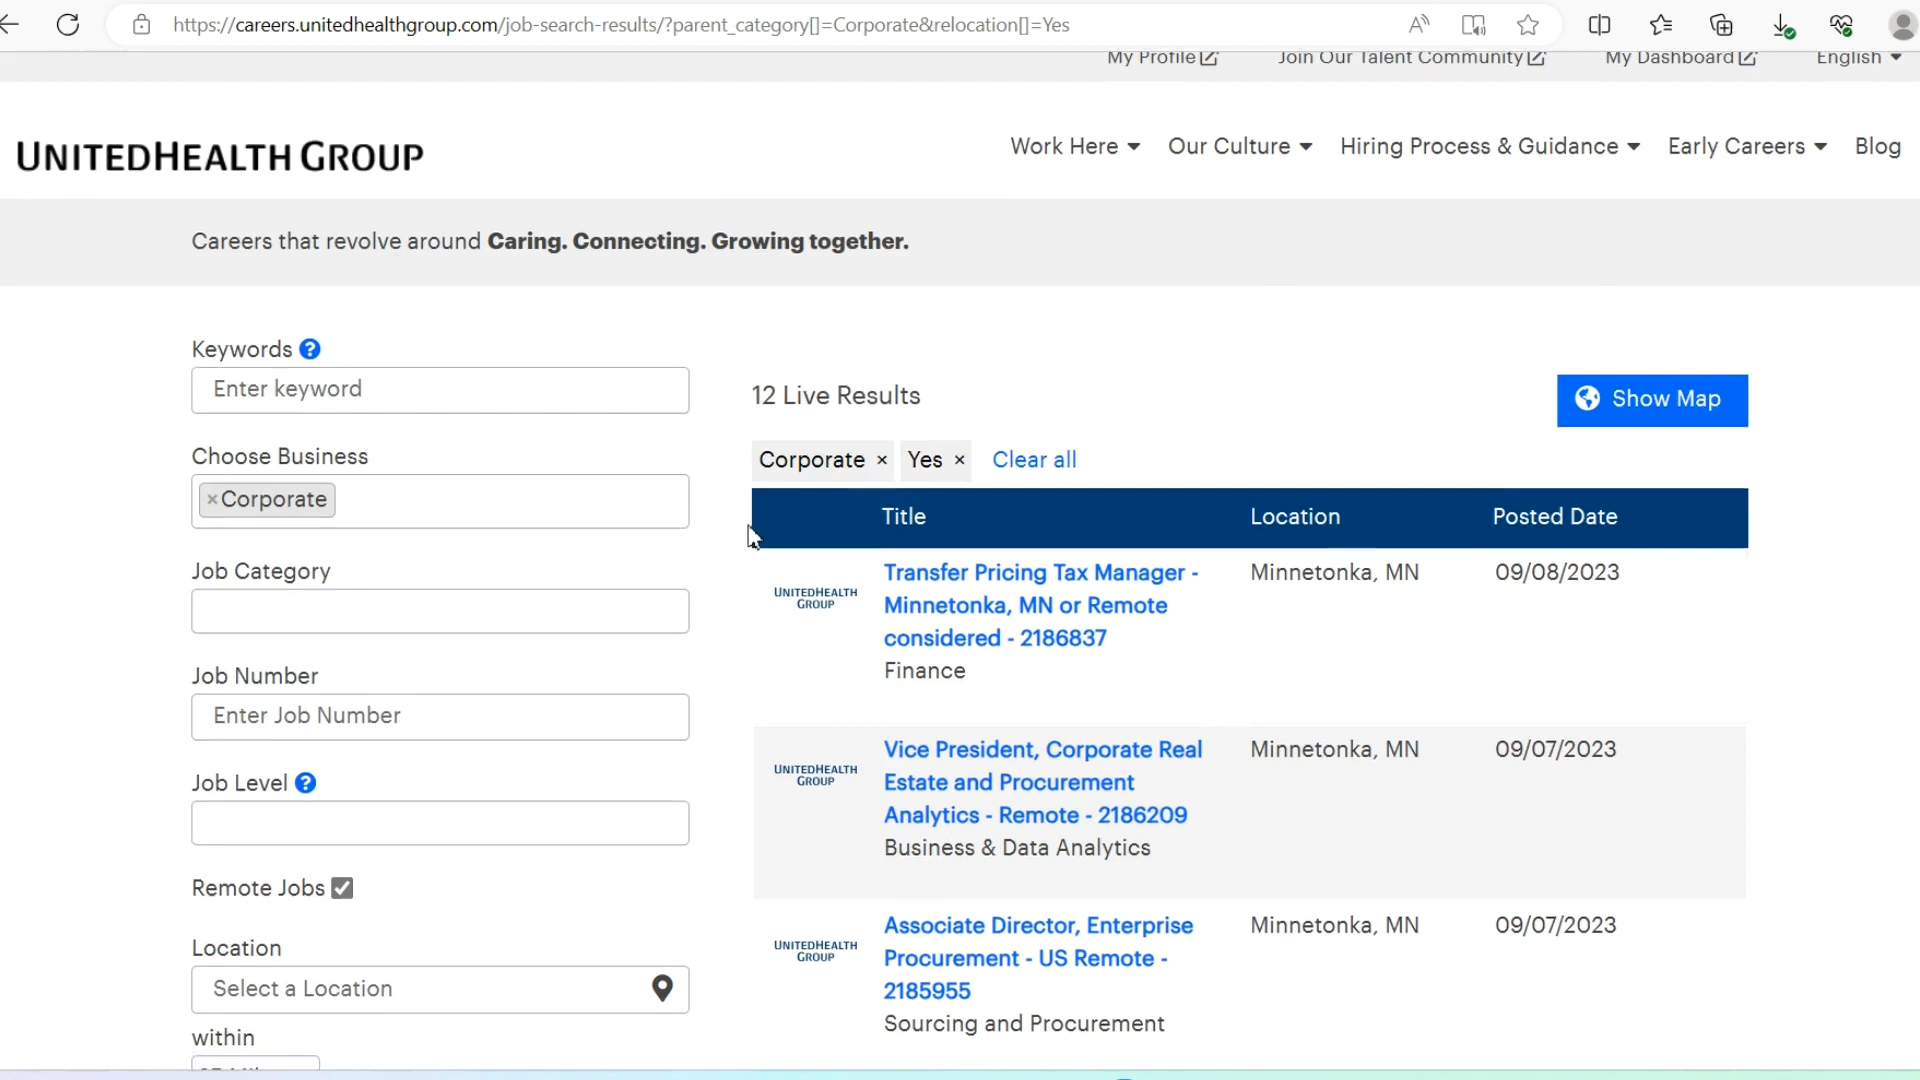 https://careers.unitedhealthgroup.com/job-search-results/?parent_category[]=Corporate&relocation[]=Yes
My Profile Join Our Talent Community My Dashboard English
UNITEDHEALTH GROUP
Work Here Our Culture Hiring Process & Guidance Early Careers Blog
Careers that revolve around Caring. Connecting. Growing together.
Keywords ?
Enter keyword
Choose Business
×Corporate
Job Category
Job Number
Enter Job Number
Job Level ?
Remote Jobs
Location
Select a Location
within
12 Live Results
Show Map
Corporate × Yes × Clear all
Title Location Posted Date
UNITEDHEALTH
GROUP
Transfer Pricing Tax Manager -
Minnetonka, MN or Remote
considered - 2186837
Finance
Minnetonka, MN
09/08/2023
UNITEDHEALTH
GROUP
Vice President, Corporate Real
Estate and Procurement
Analytics - Remote - 2186209
Business & Data Analytics
Minnetonka, MN
09/07/2023
UNITEDHEALTH
GROUP
Associate Director, Enterprise
Procurement - US Remote -
2185955
Sourcing and Procurement
Minnetonka, MN
09/07/2023